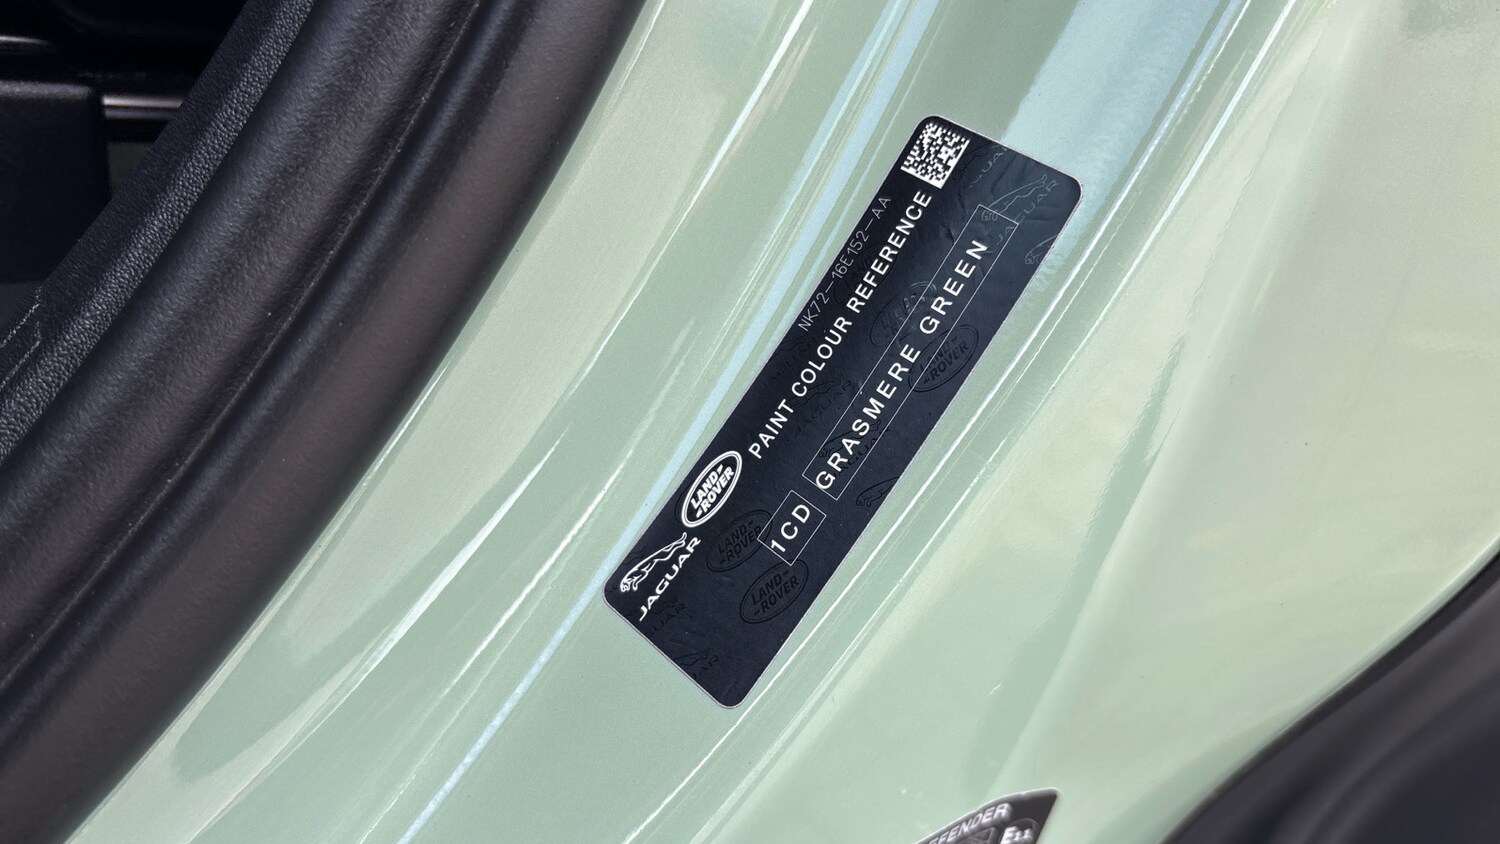 NK72-16E152-AA
JAGUAR LAND-ROVER PAINT COLOUR REFERENCE
1CD GRASMERE GREEN